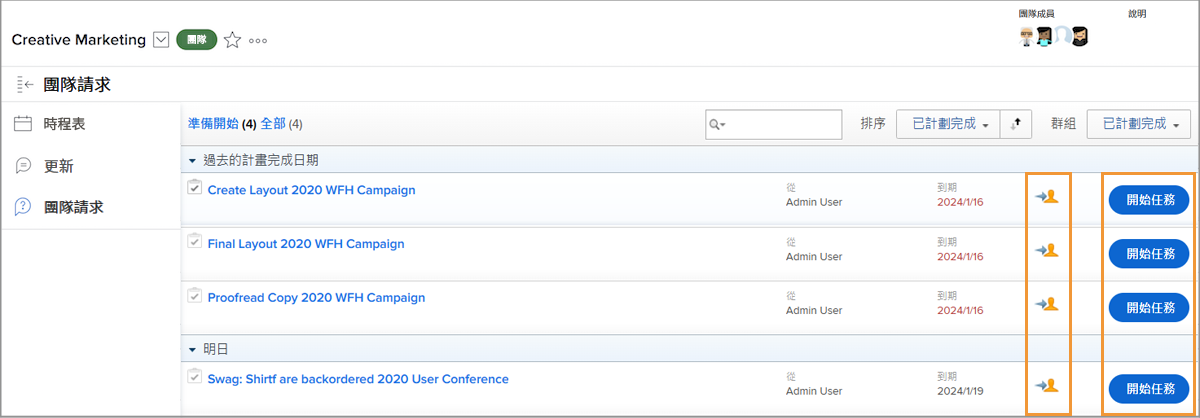 團隊成員 說明
Creative Marketing 團隊
團隊請求
時程表
更新
團隊請求
準備開始 (4) 全部 (4) 排序 已計劃完成 群組 已計劃完成
過去的計畫完成日期
Create Layout 2020 WFH Campaign 從 到期 開始任務
Admin User 2024/1/16
Final Layout 2020 WFH Campaign 從 到期 開始任務
Admin User 2024/1/16
Proofread Copy 2020 WFH Campaign 從 到期 開始任務
Admin User 2024/1/16
明日
Swag: Shirtf are backordered 2020 User Conference 從 到期 開始任務
Admin User 2024/1/19